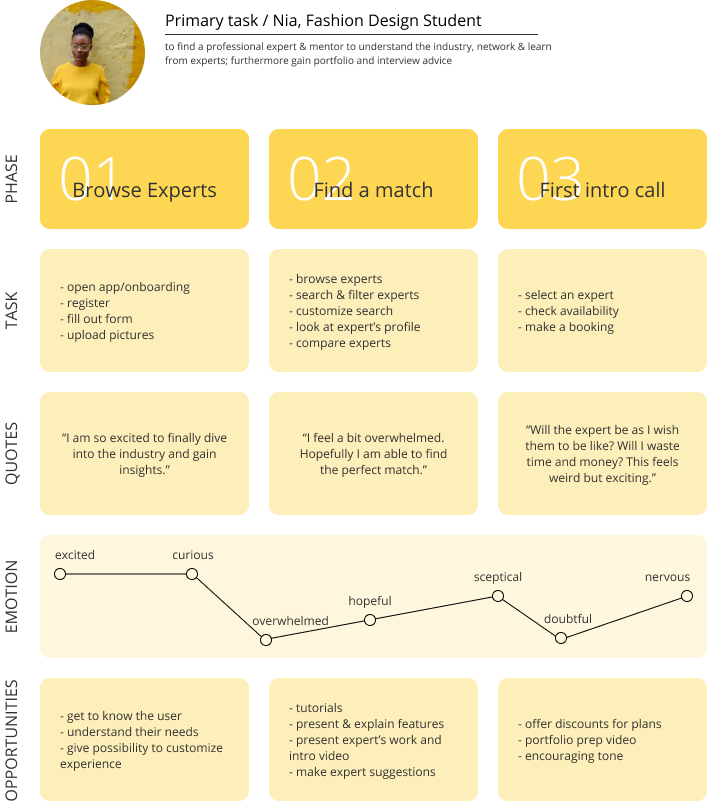 Primary task / Nia, Fashion Design Student
to find a professional expert & mentor to understand the industry, network & learn
from experts; furthermore gain portfolio and interview advice
PHASE
01
Browse Experts
02
Find a match
03
First intro call
TASK
- open app/onboarding
- register
- fill out form
- upload pictures
- browse experts
- search & filter experts
- customize search
- look at expert’s profile
- compare experts
- select an expert
- check availability
- make a booking
QUOTES
“I am so excited to finally dive
into the industry and gain
insights.”
“I feel a bit overwhelmed.
Hopefully I am able to find
the perfect match.”
“Will the expert be as I wish
them to be like? Will I waste
time and money? This feels
weird but exciting.”
EMOTION
excited
curious
overwhelmed
hopeful
sceptical
doubtful
nervous
OPPORTUNITIES
- get to know the user
- understand their needs
- give possibility to customize
experience
- tutorials
- present & explain features
- present expert’s work and
intro video
- make expert suggestions
- offer discounts for plans
- portfolio prep video
- encouraging tone